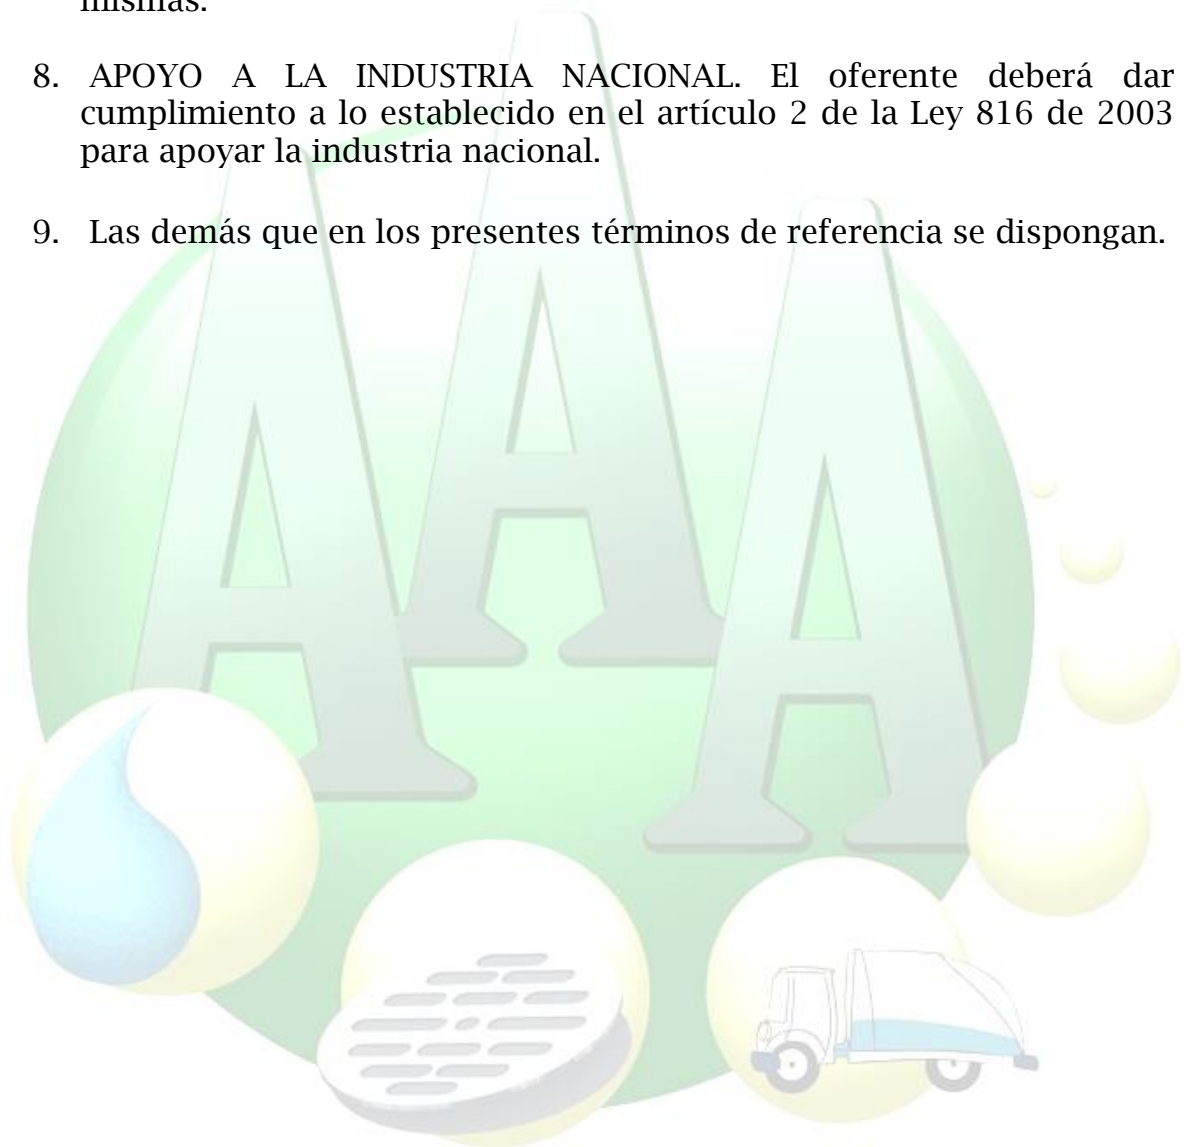 mismas.
8. APOYO A LA INDUSTRIA NACIONAL. El oferente deberá dar
cumplimiento a lo establecido en el artículo 2 de la Ley 816 de 2003
para apoyar la industria nacional.
9. Las demás que en los presentes términos de referencia se dispongan.
AAA